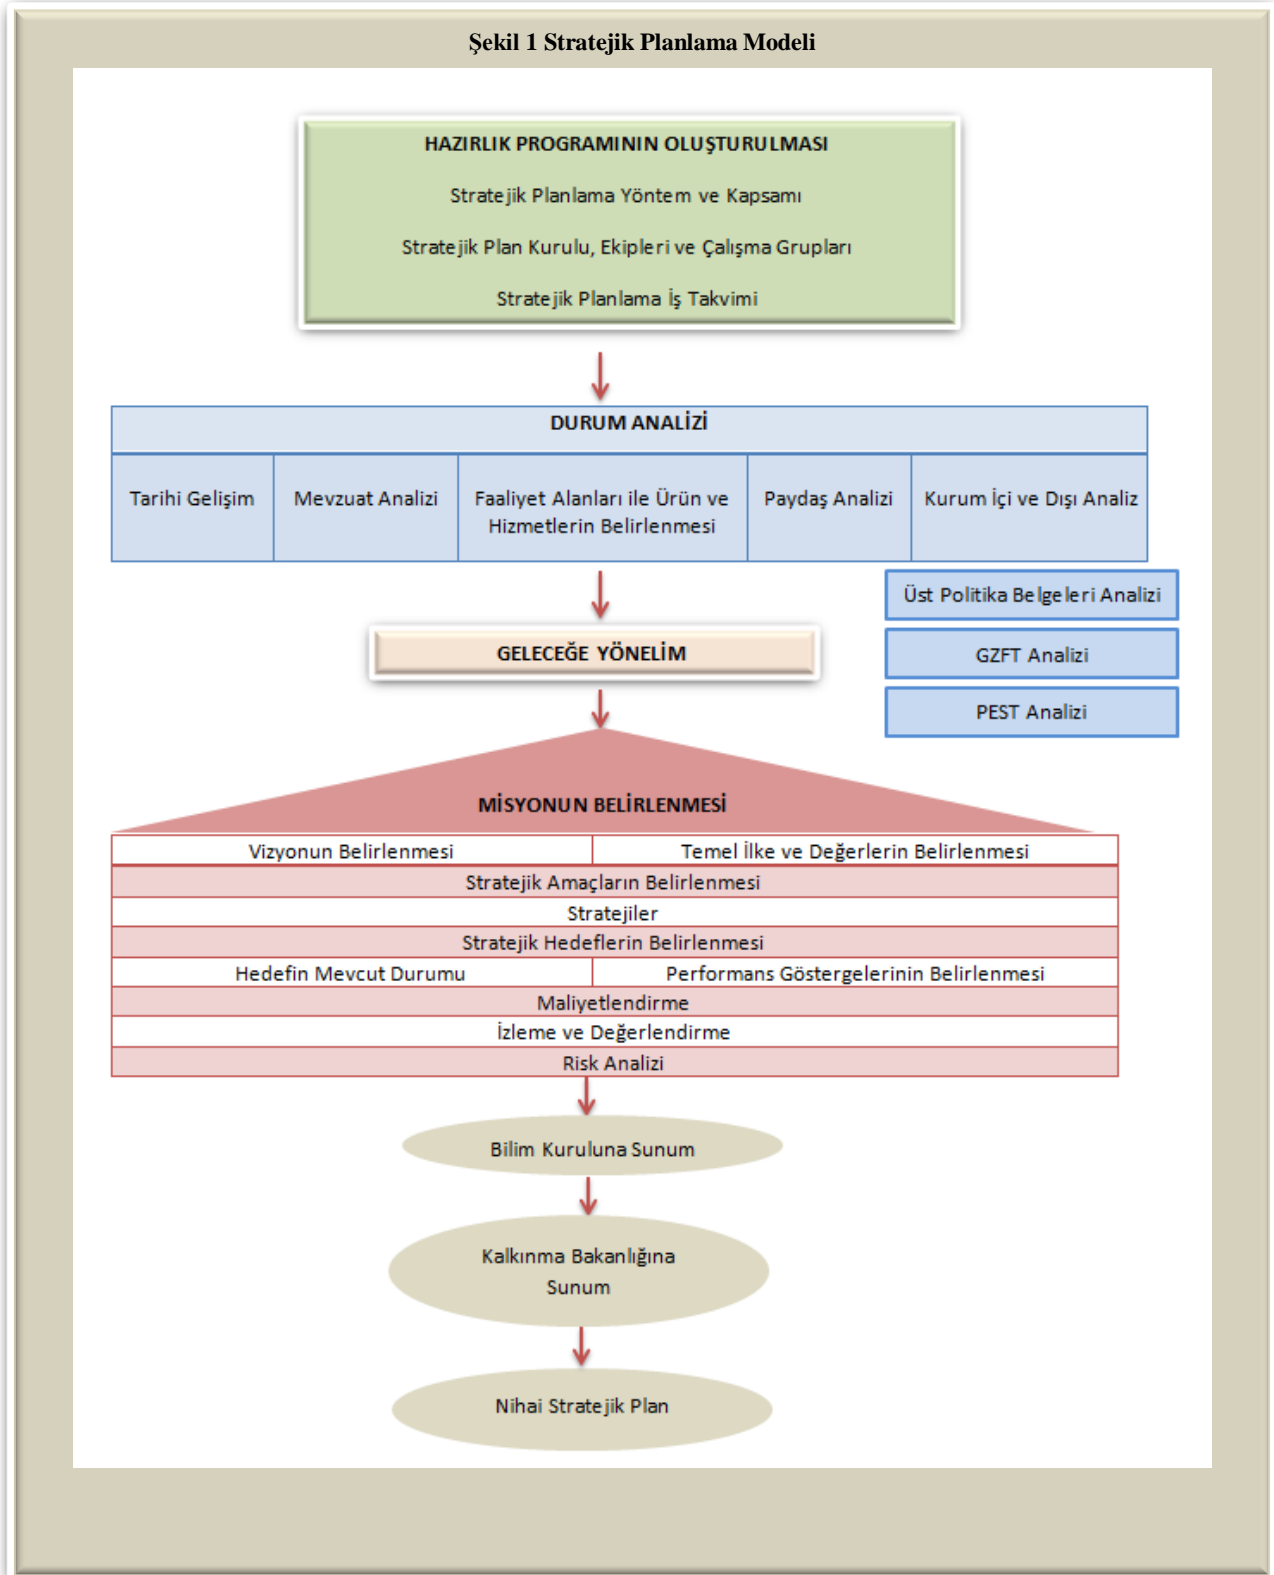 Şekil 1 Stratejik Planlama Modeli
HAZIRLIK PROGRAMININ OLUŞTURULMASI
Stratejik Planlama Yöntem ve Kapsamı
Stratejik Plan Kurulu, Ekipleri ve Çalışma Grupları
Stratejik Planlama İş Takvimi
DURUM ANALİZİ
Tarihi Gelişim
Mevzuat Analizi
Faaliyet Alanları ile Ürün ve
Hizmetlerin Belirlenmesi
Paydaş Analizi
Kurum İçi ve Dışı Analiz
Üst Politika Belgeleri Analizi
GZFT Analizi
PEST Analizi
GELECEĞE YÖNELİM
MİSYONUN BELİRLENMESİ
Vizyonun Belirlenmesi
Temel İlke ve Değerlerin Belirlenmesi
Stratejik Amaçların Belirlenmesi
Stratejiler
Stratejik Hedeflerin Belirlenmesi
Hedefin Mevcut Durumu
Performans Göstergelerinin Belirlenmesi
Maliyetlendirme
İzleme ve Değerlendirme
Risk Analizi
Bilim Kuruluna Sunum
Kalkınma Bakanlığına
Sunum
Nihai Stratejik Plan